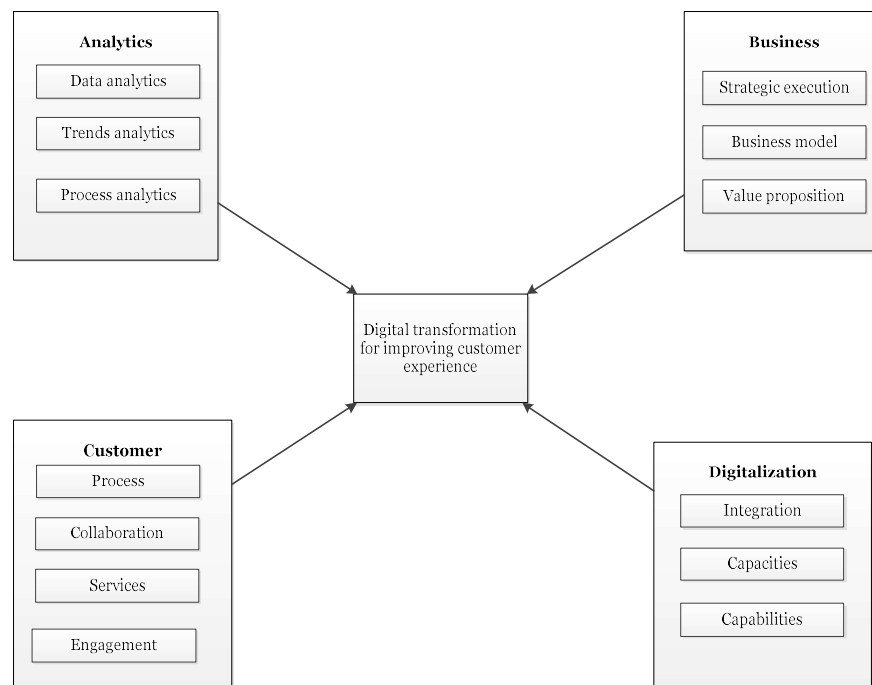 Analytics
Data analytics
Trends analytics
Process analytics
Business
Strategic execution
Business model
Value proposition
Digital transformation
for improving customer
experience
Customer
Process
Collaboration
Services
Engagement
Digitalization
Integration
Capacities
Capabilities